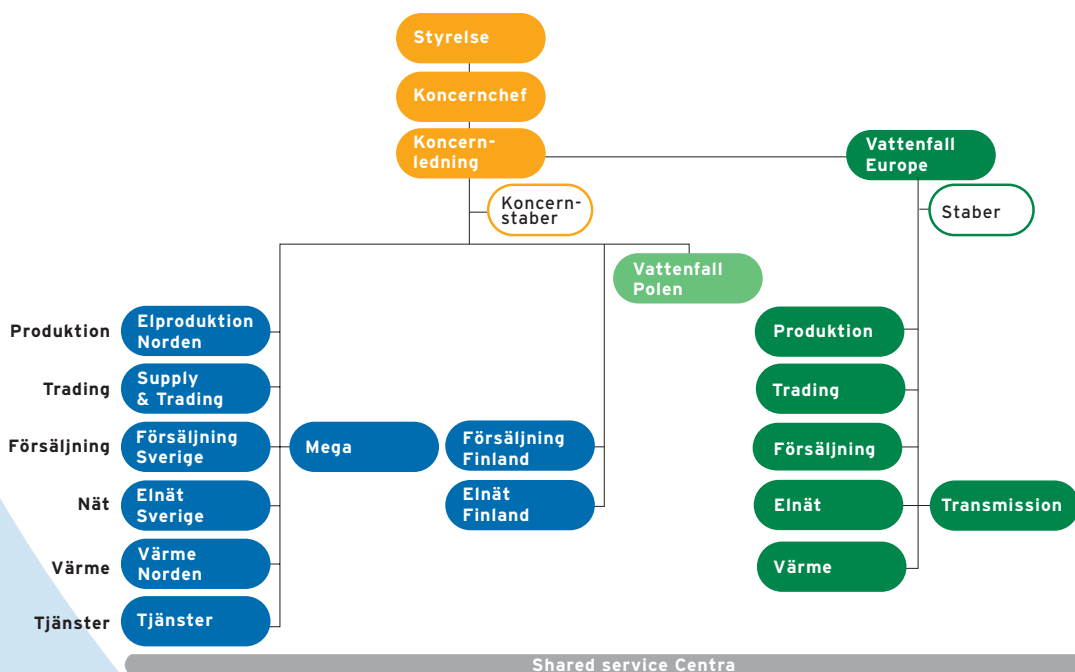 Styrelse
Koncernchef
Koncern-
ledning
Vattenfall
Europe
Koncern-
staber
Staber
Vattenfall
Polen
Produktion
Elproduktion
Norden
Produktion
Trading
Supply
& Trading
Trading
Försäljning
Försäljning
Sverige
Mega
Försäljning
Finland
Försäljning
Nät
Elnät
Sverige
Elnät
Finland
Elnät
Transmission
Värme
Värme
Norden
Värme
Tjänster
Tjänster
Shared service Centra